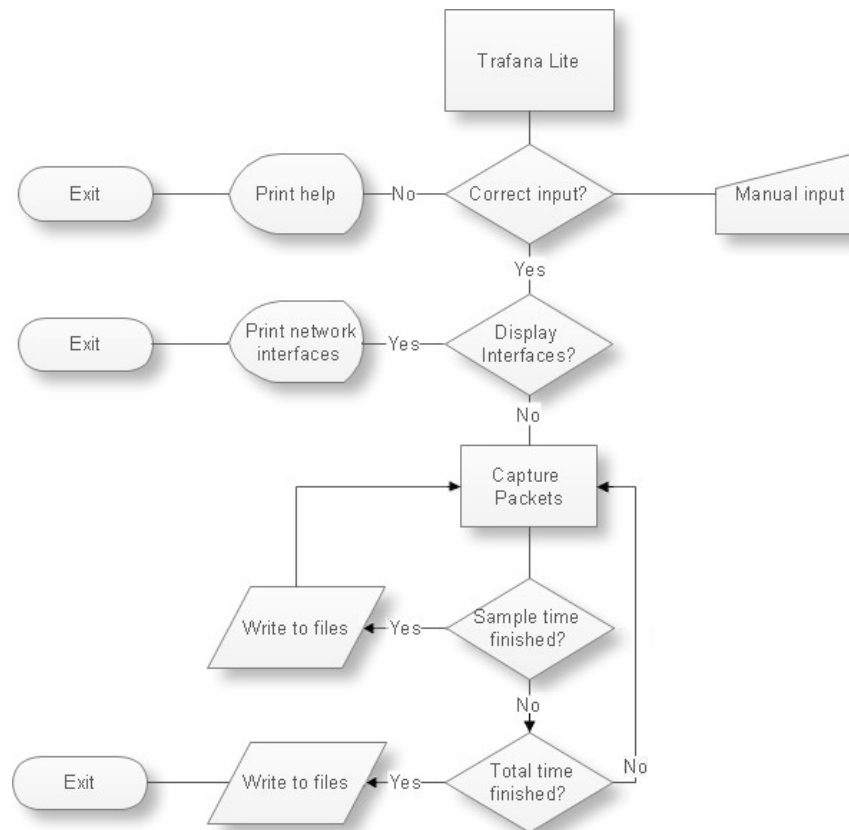 Trafana Lite
Exit
Print help
No
Correct input?
Manual input
Yes
Exit
Print network
interfaces
Yes
Display
Interfaces?
No
Capture
Packets
Write to files
Yes
Sample time
finished?
No
Exit
Write to files
Yes
Total time
finished?
No